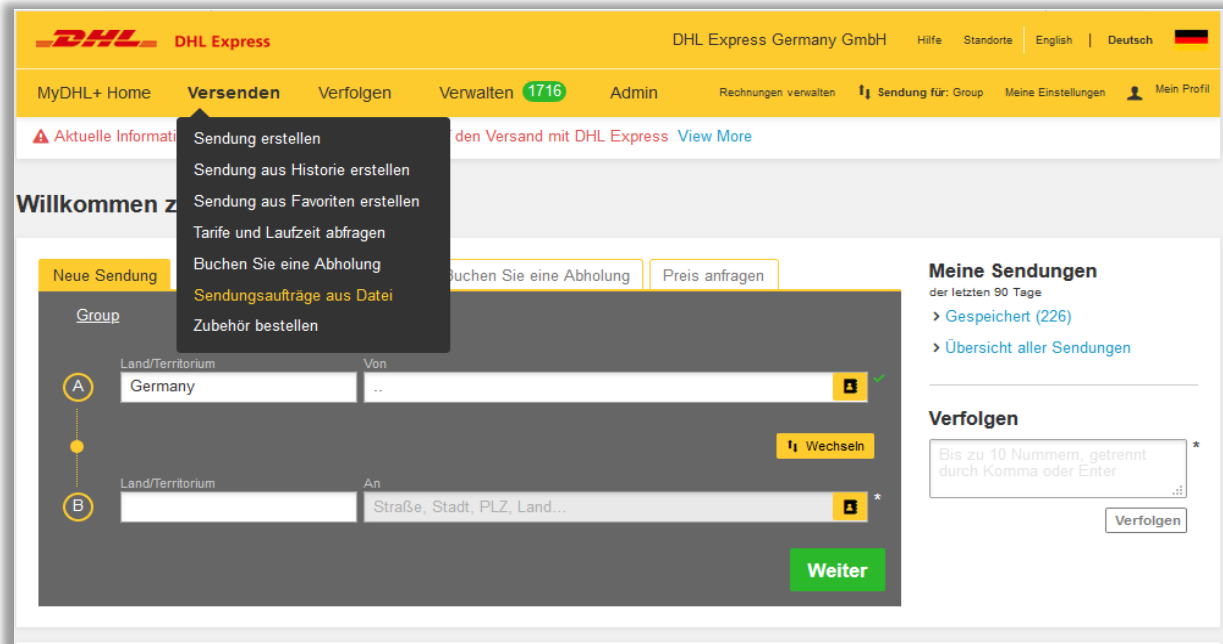 DHL DHL Express DHL Express Germany GmbH Hilfe Standorte English | Deutsch
MyDHL+ Home Versenden Verfolgen Verwalten 1716 Admin Rechnungen verwalten Sendung für: Group Meine Einstellungen Mein Profil
Aktuelle Informati den Versand mit DHL Express View More
Sendung erstellen
Sendung aus Historie erstellen
Sendung aus Favoriten erstellen
Tarife und Laufzeit abfragen
Buchen Sie eine Abholung
Sendungsaufträge aus Datei
Zubehör bestellen
Willkommen z
Neue Sendung Buchen Sie eine Abholung Preis anfragen
Group
Land/Territorium Von
A Germany ..
Wechseln
Land/Territorium An
B Straße, Stadt, PLZ, Land... *
Weiter
Meine Sendungen
der letzten 90 Tage
Gespeichert (226)
Übersicht aller Sendungen
Verfolgen
Bis zu 10 Nummern, getrennt *
durch Komma oder Enter
Verfolgen